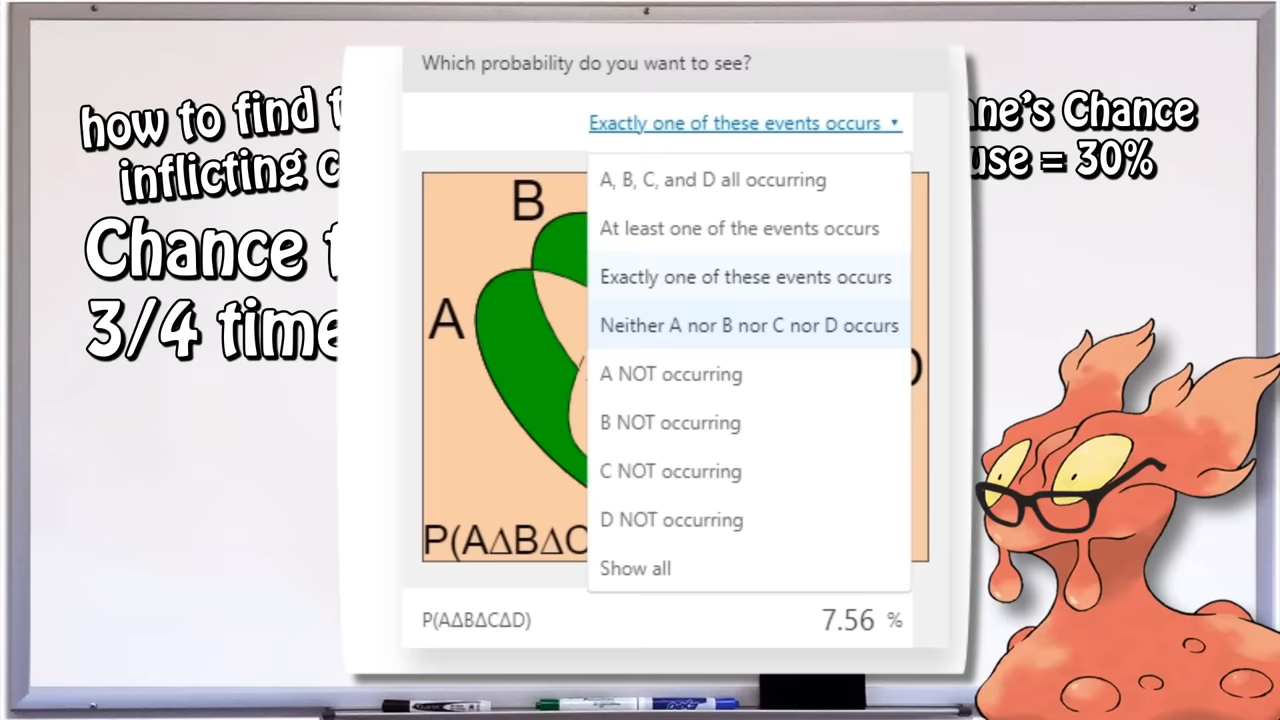 how to find
inflicting
Chance
3/4 time
Which probability do you want to see?
Exactly one of these events occurs
A, B, C, and D all occurring
At least one of the events occurs
Exactly one of these events occurs
Neither A nor B nor C nor D occurs
A NOT occurring
B NOT occurring
C NOT occurring
D NOT occurring
Show all
B
A
D
P(AΔBΔC
P(AΔBΔCΔD) 7.56 %
ane's Chance
use = 30%